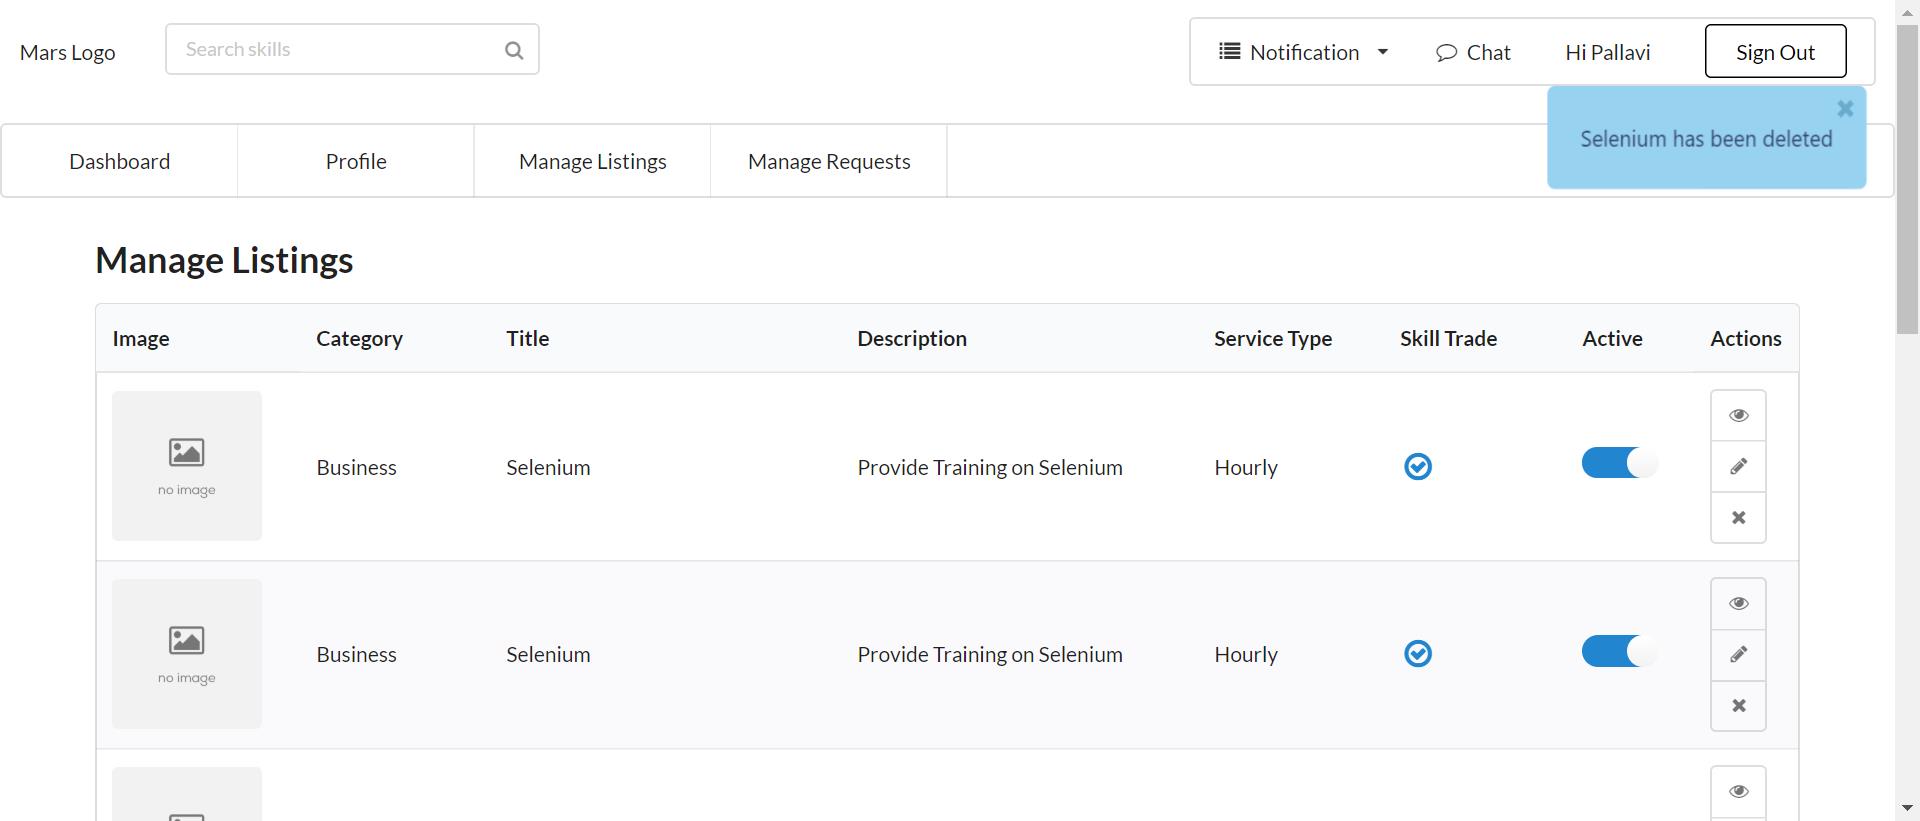 Mars Logo
Search skills
Notification
Chat
Hi Pallavi
Sign Out
Selenium has been deleted
Dashboard
Profile
Manage Listings
Manage Requests
Manage Listings
Image Category Title Description Service Type Skill Trade Active Actions
no image
Business Selenium Provide Training on Selenium Hourly
no image
Business Selenium Provide Training on Selenium Hourly